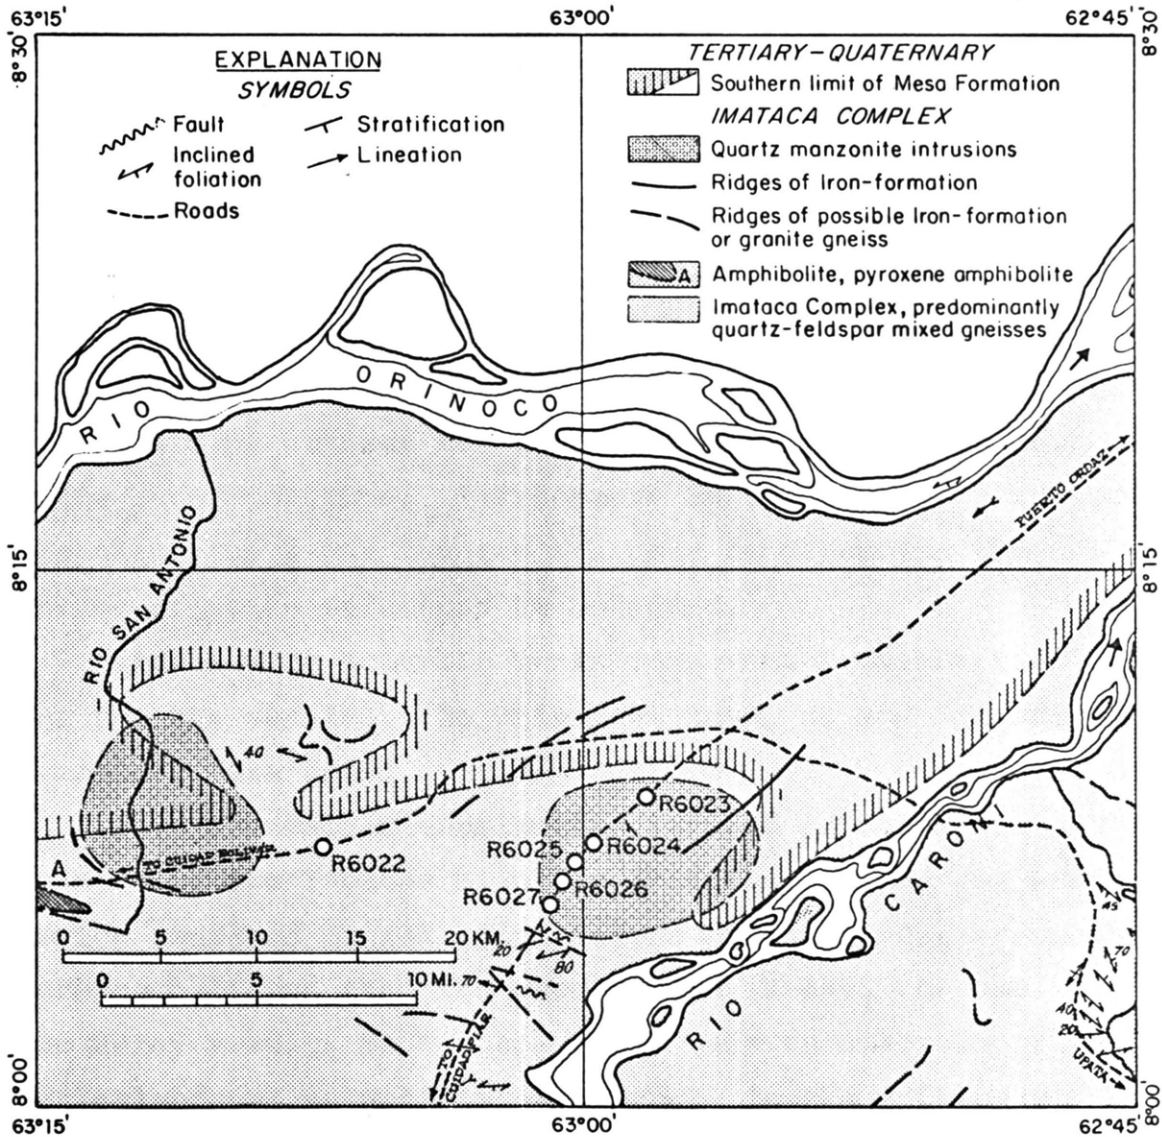 63°15'
63°00'
62°45'
8°30'
8°30'
EXPLANATION
SYMBOLS
Fault
Stratification
Inclined
foliation
Lineation
Roads
TERTIARY-QUATERNARY
Southern limit of Mesa Formation
IMATACA COMPLEX
Quartz manzonite intrusions
Ridges of Iron-formation
Ridges of possible Iron-formation
or granite gneiss
A Amphibolite, pyroxene amphibolite
Imataca Complex, predominantly
quartz-feldspar mixed gneisses
RIO ORINOCO
PUERTO ORDAZ
8°15'
8°15'
RIO SAN ANTONIO
40
R6023
R6024
R6025
R6022
R6026
R6027
TO CUIDAD BOLIVAR
A
RIO CARONI
0 5 10 15 20 KM.
0 5 10 MI.
20
80
70
45
70
40
20
UPATA
TO
CUIDAD PIAR
8°00'
8°00'
63°15'
63°00'
62°45'